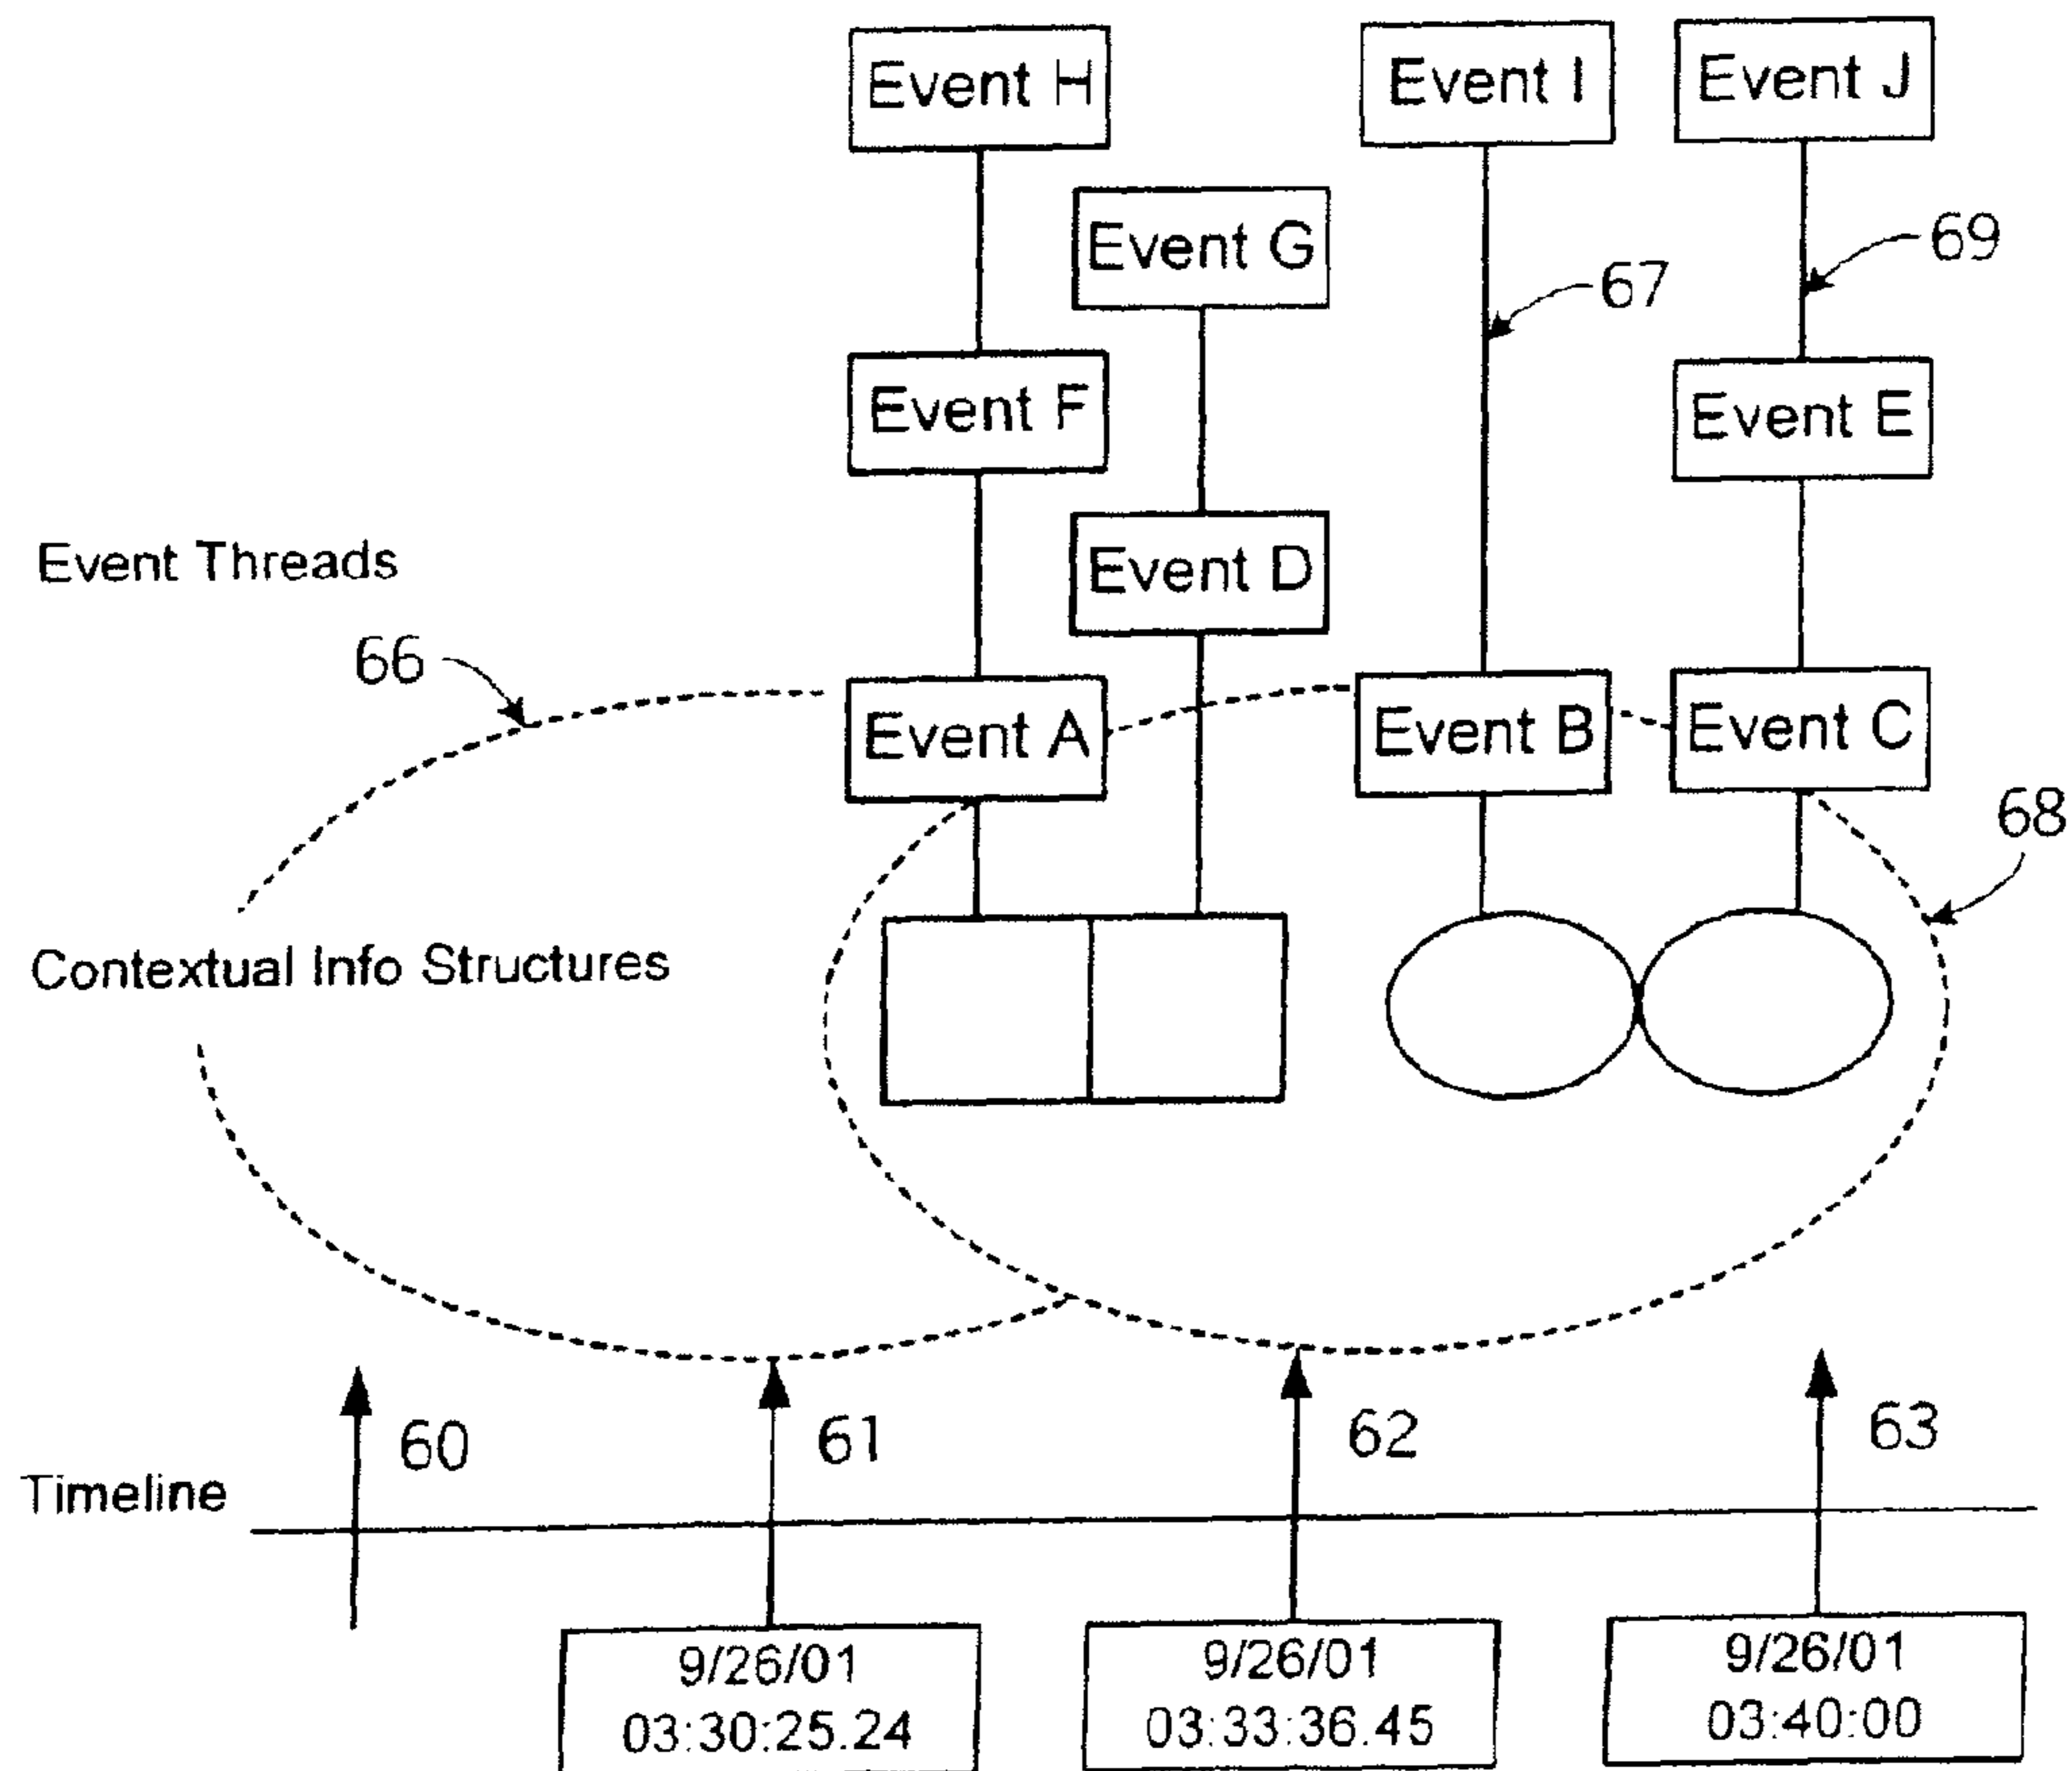 Event H
Event I
Event J
Event G
69
67
Event F
Event E
Event Threads
Event D
66
Event A
Event B
Event C
68
Contextual Info Structures
60
61
62
63
Timeline
9/26/01
03:30:25.24
9/26/01
03:33:36.45
9/26/01
03:40:00